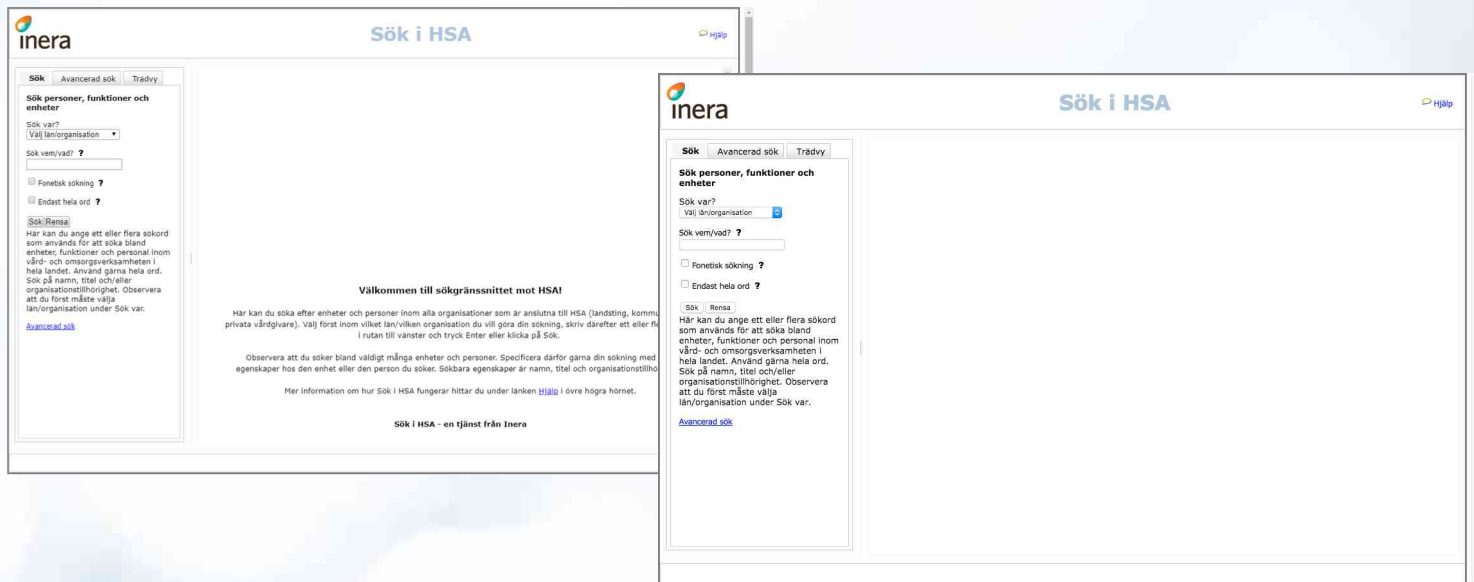 inera
Sök i HSA
Hjälp
Sök
Avancerad sök
Trädvy
Sök personer, funktioner och
enheter
Sök var?
Välj län/organisation
Sök vem/vad? ?
Fonetisk sökning ?
Endast hela ord ?
Sök Rensa
Här kan du ange ett eller flera sökord
som används för att söka bland
enheter, funktioner och personal inom
vård- och omsorgsverksamheten i
hela landet. Använd gärna hela ord.
Sök på namn, titel och/eller
organisationstillhörighet. Observera
att du först måste välja
län/organisation under Sök var.
Avancerad sök
Välkommen till sökgränssnittet mot HSA!
Här kan du söka efter enheter och personer inom alla organisationer som är anslutna till HSA (landsting,
privata vårdgivare). Välj först inom vilket län/vilken organisation du vill göra din sökning, skriv därefter ett eller
i rutan till vänster och tryck Enter eller klicka på Sök.
Observera att du söker bland väldigt många enheter och personer. Specificera därför gärna din sökning med
egenskaper hos den enhet eller den person du söker. Sökbara egenskaper är namn, titel och
Mer information om hur Sök i HSA fungerar hittar du under länken Hjälp i övre högra hörnet.
Sök i HSA - en tjänst från Inera
inera
Sök i HSA
Hjälp
Sök
Avancerad sök
Trädvy
Sök personer, funktioner och
enheter
Sök var?
Välj län/organisation
Sök vem/vad? ?
Fonetisk sökning ?
Endast hela ord ?
Sök Rensa
Här kan du ange ett eller flera sökord
som används för att söka bland
enheter, funktioner och personal inom
vård- och omsorgsverksamheten i
hela landet. Använd gärna hela ord.
Sök på namn, titel och/eller
organisationstillhörighet. Observera
att du först måste välja
län/organisation under Sök var.
Avancerad sök